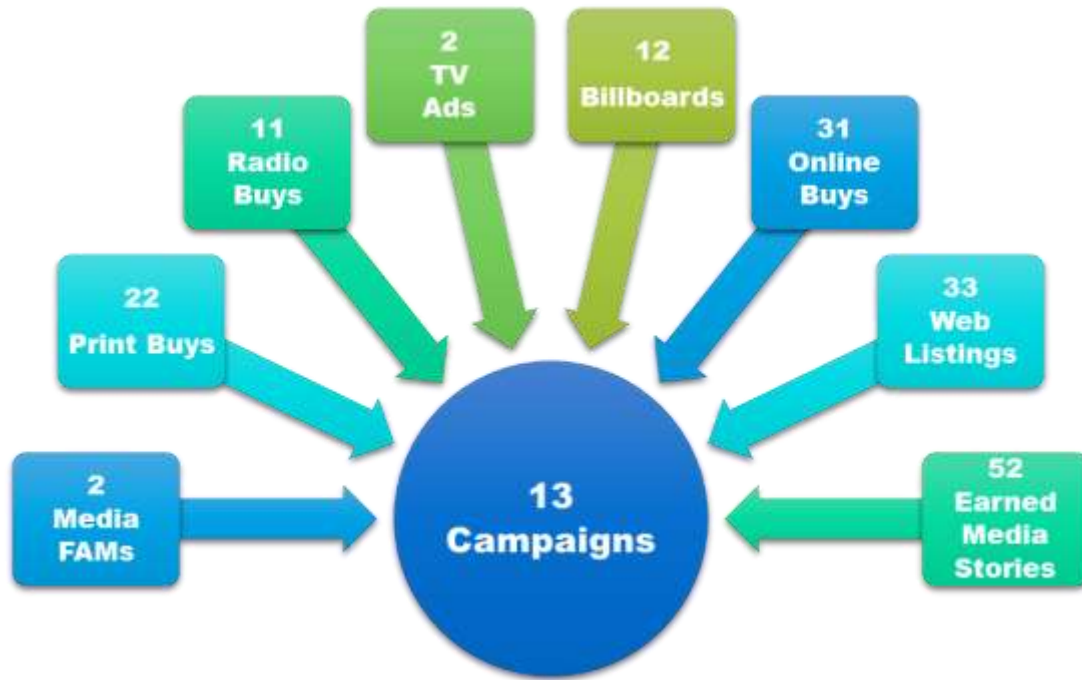 2
TV
Ads
12
Billboards
11
Radio
Buys
31
Online
Buys
22
Print Buys
33
Web
Listings
2
Media
FAMs
13
Campaigns
52
Earned
Media
Stories